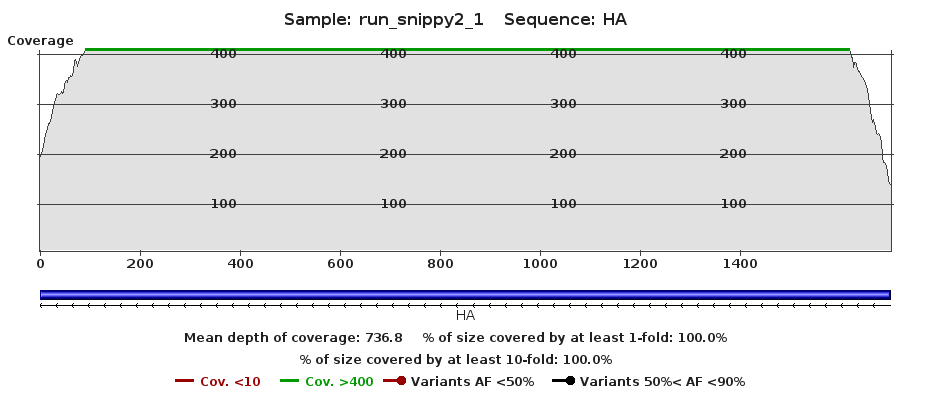 Sample: run_snippy2_1 Sequence: HA
Coverage
400 400 400 400
300 300 300 300
200 200 200 200
100 100 100 100
0 200 400 600 800 1000 1200 1400
HA
Mean depth of coverage: 736.8 % of size covered by at least 1-fold: 100.0%
% of size covered by at least 10-fold: 100.0%
Cov. <10 Cov. >400 Variants AF <50% Variants 50%< AF <90%